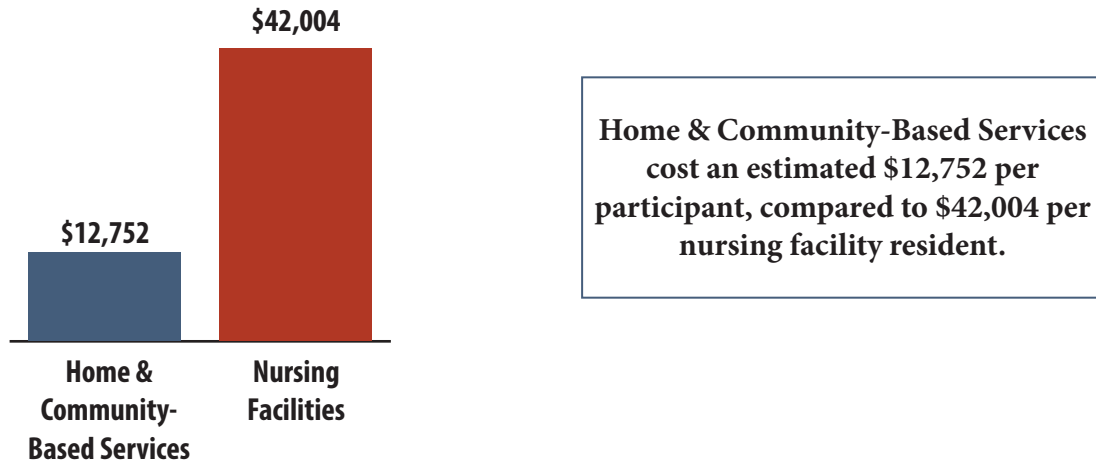 $42,004
$12,752
Home &
Community-
Based Services
Nursing
Facilities
Home & Community-Based Services
cost an estimated $12,752 per
participant, compared to $42,004 per
nursing facility resident.